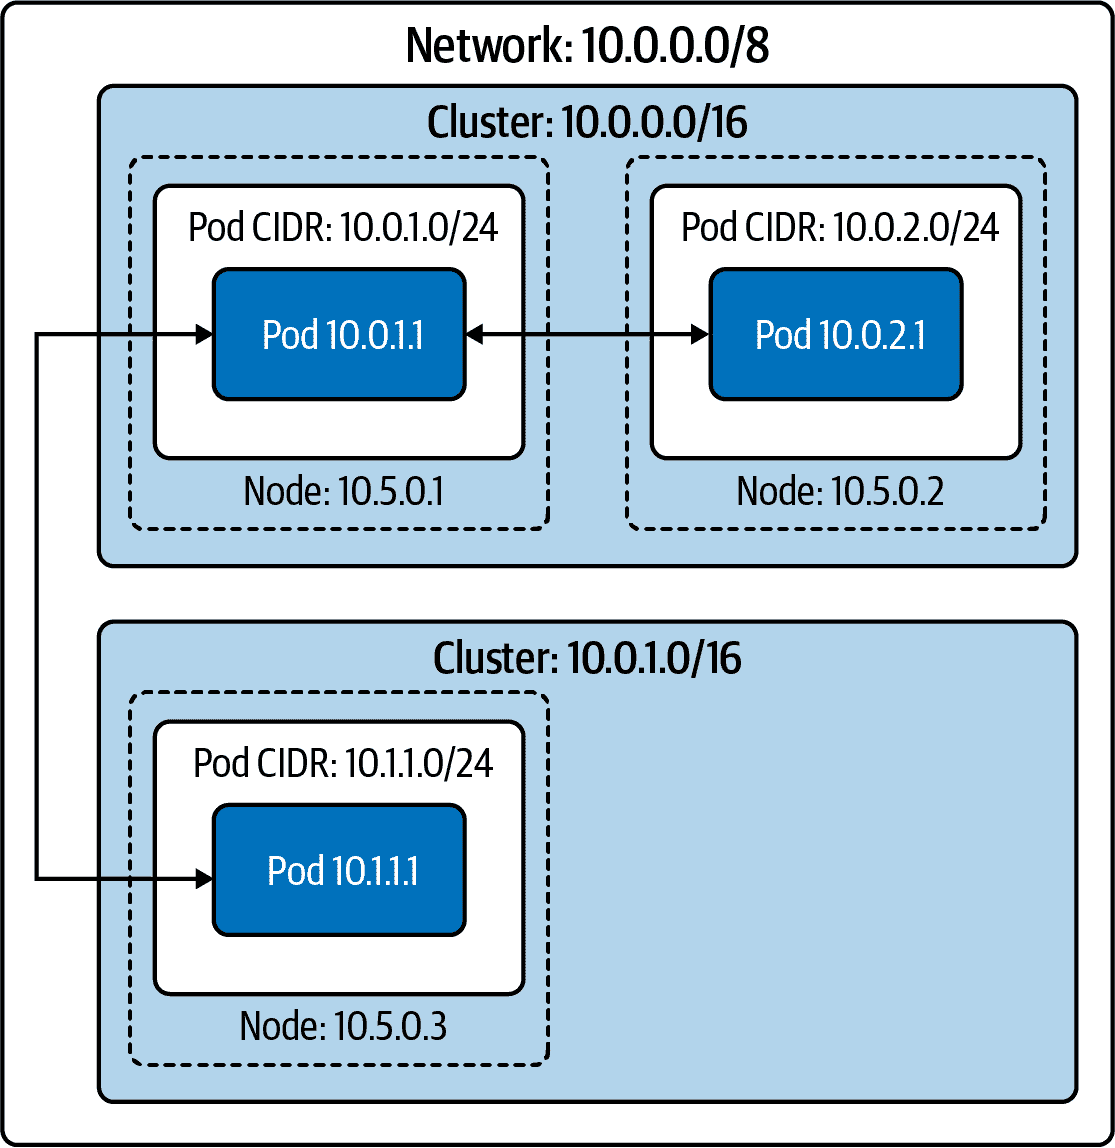 Network: 10.0.0.0/8
Cluster: 10.0.0.0/16
Pod CIDR: 10.0.1.0/24
Pod 10.0.1.1
Node: 10.5.0.1
Pod CIDR: 10.0.2.0/24
Pod 10.0.2.1
Node: 10.5.0.2
Cluster: 10.0.1.0/16
Pod CIDR: 10.1.1.0/24
Pod 10.1.1.1
Node: 10.5.0.3